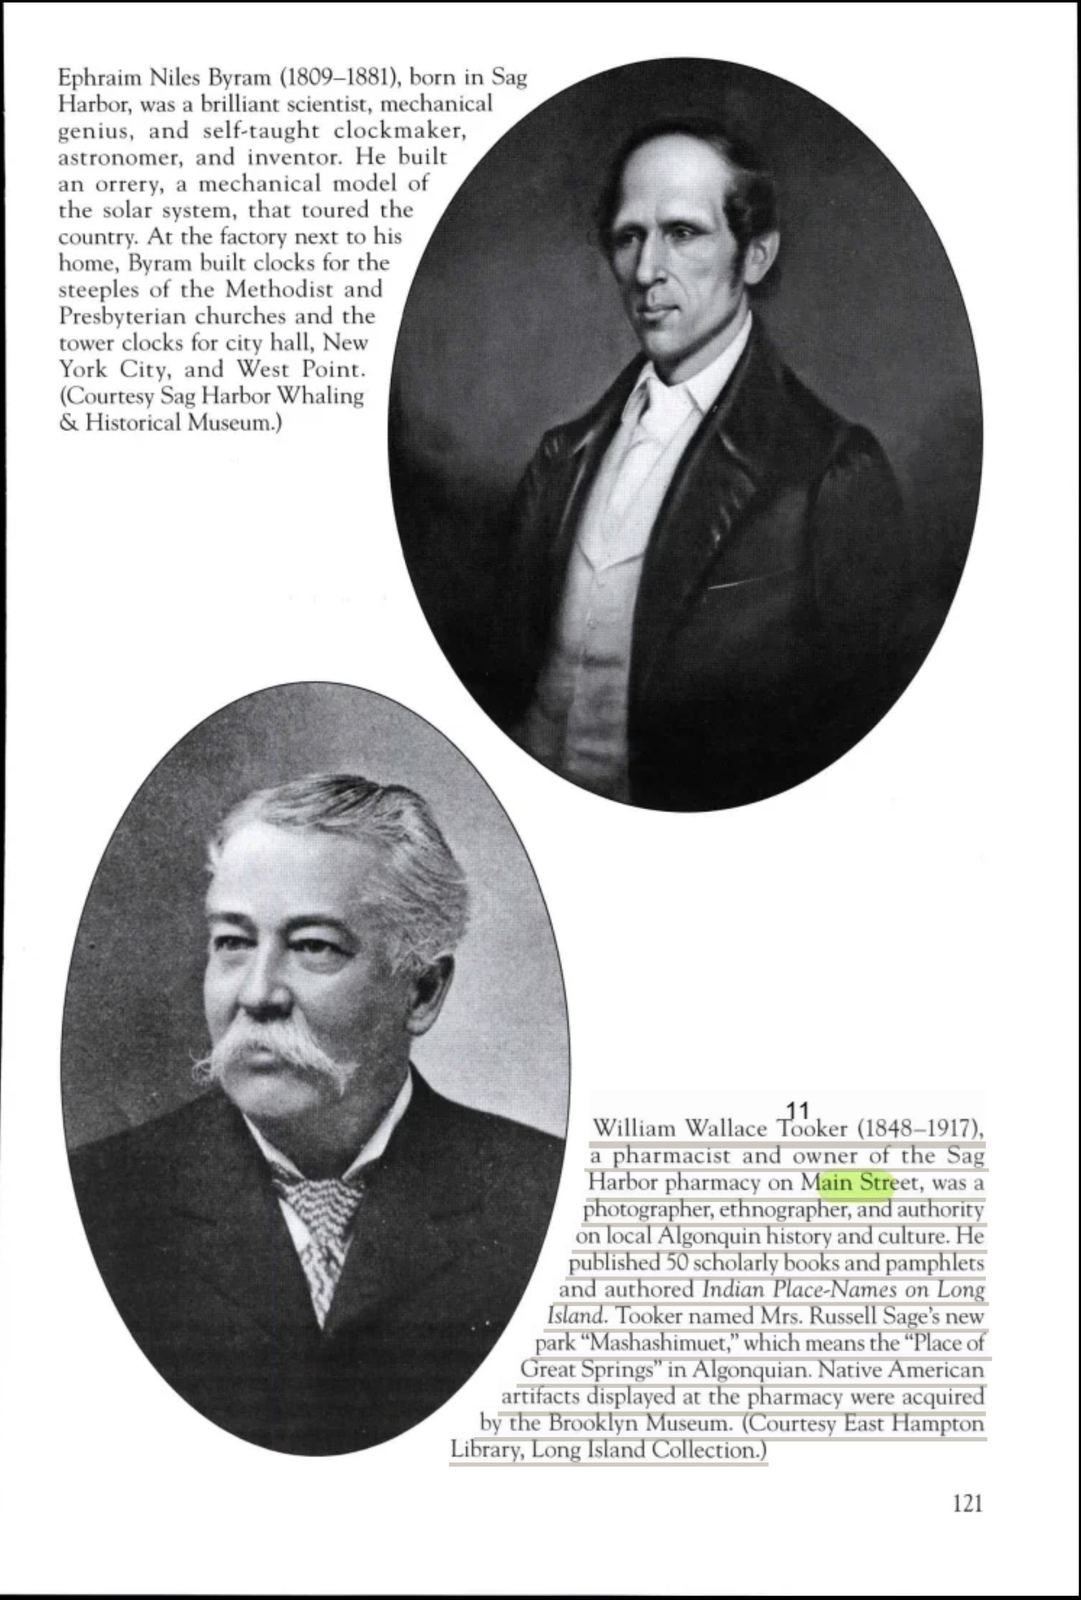 Ephraim Niles Byram (1809–1881), born in Sag
Harbor, was a brilliant scientist, mechanical
genius, and self-taught clockmaker,
astronomer, and inventor. He built
an orrery, a mechanical model of
the solar system, that toured the
country. At the factory next to his
home, Byram built clocks for the
steeples of the Methodist and
Presbyterian churches and the
tower clocks for city hall, New
York City, and West Point.
(Courtesy Sag Harbor Whaling
& Historical Museum.)
11
William Wallace Tooker (1848–1917),
a pharmacist and owner of the Sag
Harbor pharmacy on Main Street, was a
photographer, ethnographer, and authority
on local Algonquin history and culture. He
published 50 scholarly books and pamphlets
and authored Indian Place-Names on Long
Island. Tooker named Mrs. Russell Sage's new
park “Mashashimuet,” which means the “Place of
Great Springs” in Algonquian. Native American
artifacts displayed at the pharmacy were acquired
by the Brooklyn Museum. (Courtesy East Hampton
Library, Long Island Collection.)
121